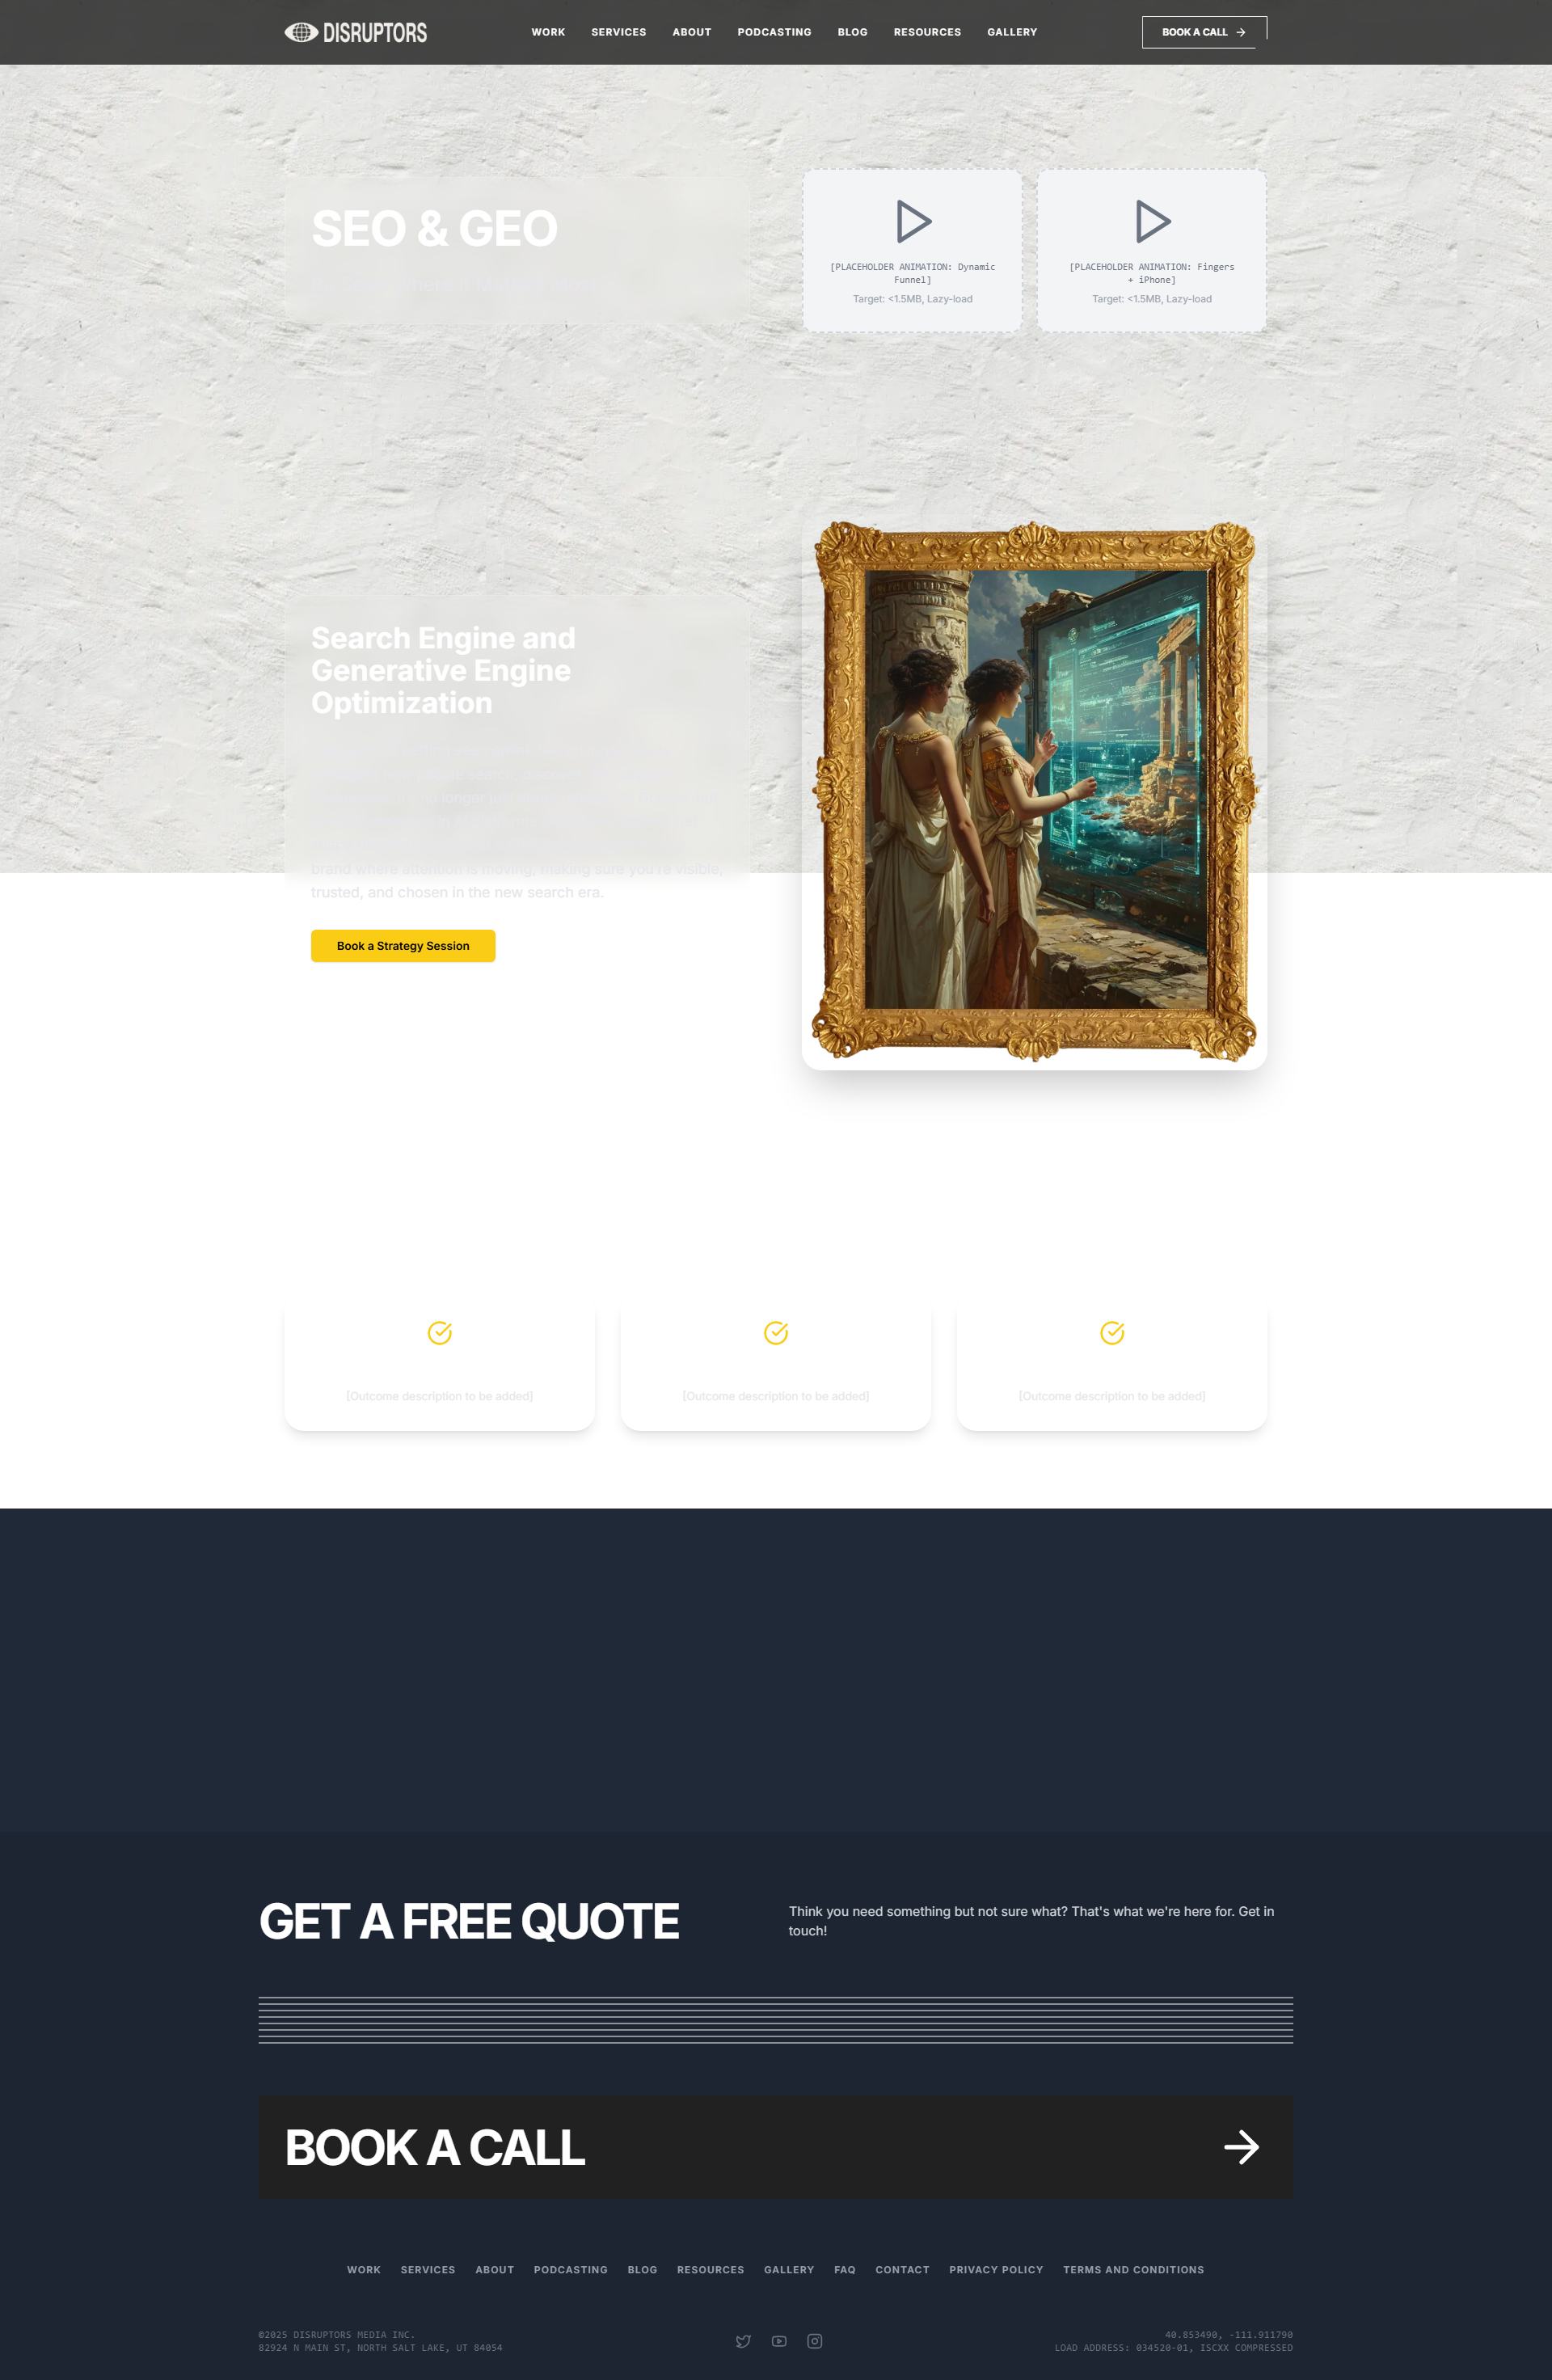 DISRUPTORS
WORK SERVICES ABOUT PODCASTING BLOG RESOURCES GALLERY
BOOK A CALL
SEO & GEO
[PLACEHOLDER ANIMATION: Dynamic
Funnel]
Target: <1.5MB, Lazy-load
[PLACEHOLDER ANIMATION: Fingers
+ iPhone]
Target: <1.5MB, Lazy-load
Search Engine and
Generative Engine
Optimization
longer
brand where attention is moving, making sure you're visible,
trusted, and chosen in the new search era.
Book a Strategy Session
[Outcome description to be added]
[Outcome description to be added]
[Outcome description to be added]
GET A FREE QUOTE
Think you need something but not sure what? That's what we're here for. Get in
touch!
BOOK A CALL
WORK SERVICES ABOUT PODCASTING BLOG RESOURCES GALLERY FAQ CONTACT PRIVACY POLICY TERMS AND CONDITIONS
©2025 DISRUPTORS MEDIA INC.
82924 N MAIN ST, NORTH SALT LAKE, UT 84054
40.853490, -111.911790
LOAD ADDRESS: 034520-01, ISCXX COMPRESSED